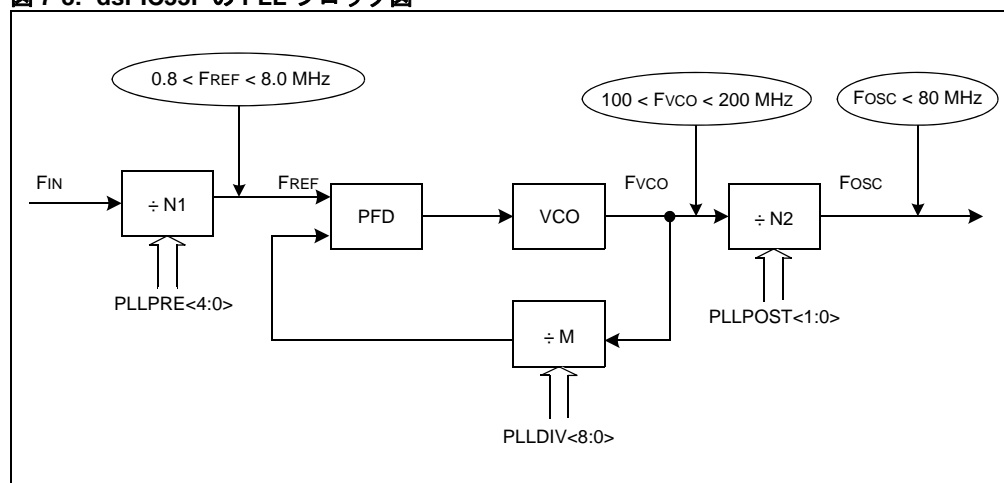 0.8 < FREF < 8.0 MHz
100 < FVCO < 200 MHz
FOSC < 80 MHz
FIN
÷ N1
FREF
PFD
VCO
FVCO
÷ N2
FOSC
PLLPRE<4:0>
÷ M
PLLPOST<1:0>
PLLDIV<8:0>